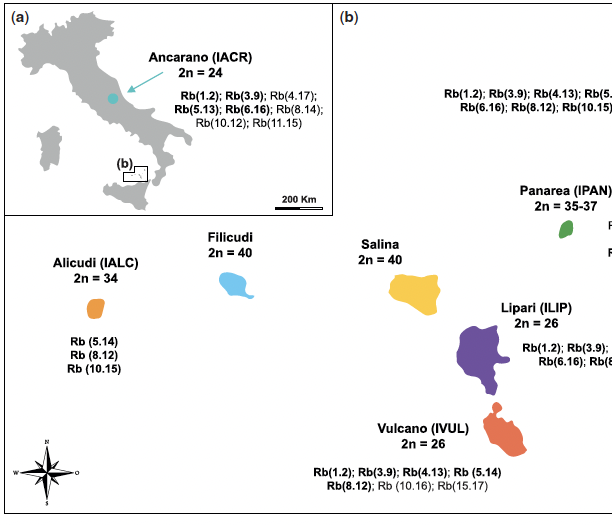 (a)
Ancarano (IACR)
2n = 24
Rb(1.2); Rb(3.9); Rb(4.17);
Rb(5.13); Rb(6.16); Rb(8.14);
Rb(10.12); Rb(11.15)
(b)
200 Km
(b)
Rb(1.2); Rb(3.9); Rb(4.13); Rb(5.
Rb(6.16); Rb(8.12); Rb(10.15)
Panarea (IPAN)
2n = 35-37
Filicudi
2n = 40
Salina
2n = 40
Alicudi (IALC)
2n = 34
Rb (5.14)
Rb (8.12)
Rb (10.15)
Lipari (ILIP)
2n = 26
Rb(1.2); Rb(3.9);
Rb(6.16); Rb(8
Vulcano (IVUL)
2n = 26
Rb(1.2); Rb(3.9); Rb(4.13); Rb (5.14)
Rb(8.12); Rb (10.16); Rb(15.17)
N
W
O
S